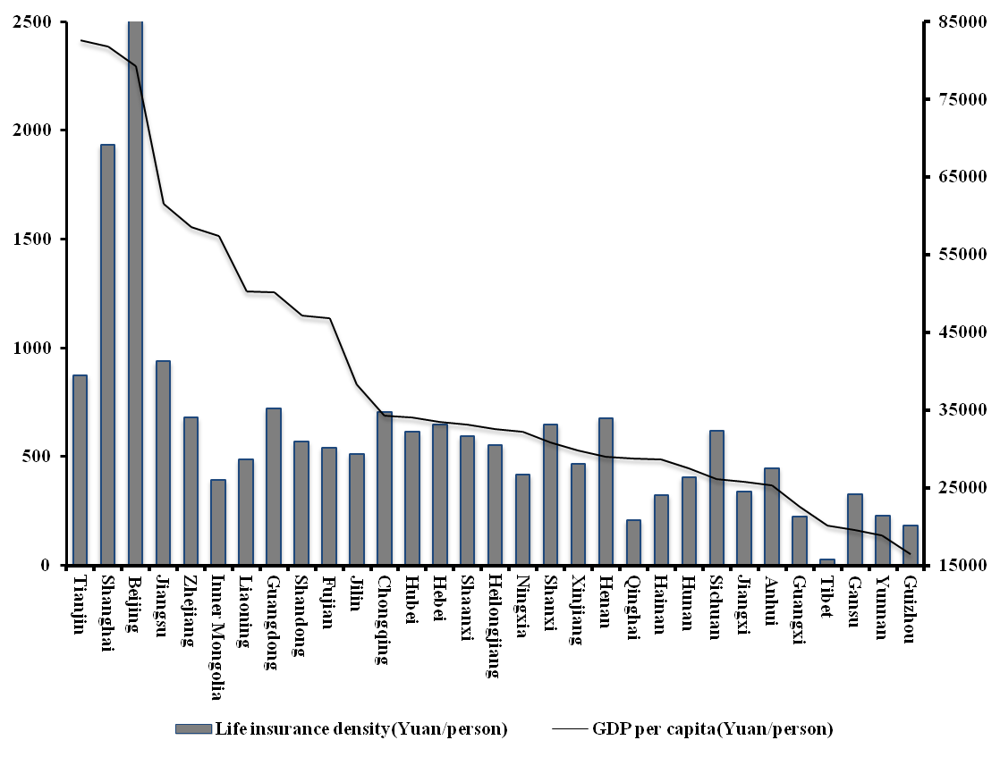 2500
2000
1500
1000
500
0
85000
75000
65000
55000
45000
35000
25000
15000
Tianjin
Shanghai
Beijing
Jiangsu
Zhejiang
Inner Mongolia
Liaoning
Guangdong
Shandong
Fujian
Jilin
Chongqing
Hubei
Hebei
Shaanxi
Heilongjiang
Ningxia
Shanxi
Xinjiang
Henan
Qinghai
Hainan
Hunan
Sichuan
Jiangxi
Anhui
Guangxi
Tibet
Gansu
Yunnan
Guizhou
Life insurance density(Yuan/person)
GDP per capita(Yuan/person)